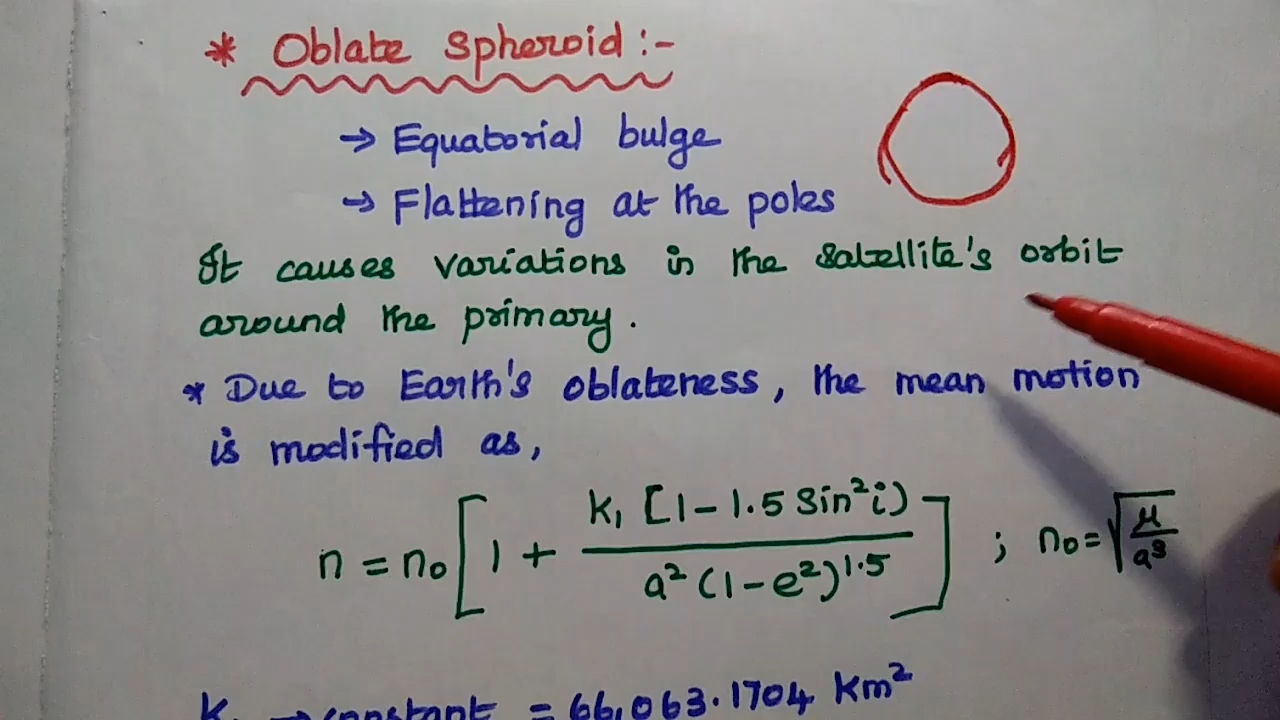 * Oblate Spheroid :-
→ Equatorial bulge
→ Flattening at the poles
It causes variations in the satellite's orbit
around the primary.
* Due to Earth's oblateness, the mean motion
is modified as,
n = n₀ [ 1 + K₁ [1 - 1.5 Sin²i) / a² (1 - e²)^1.5 ] ; n₀ = √(μ/a³)
K₁ → constant = 66,063.1704 Km²